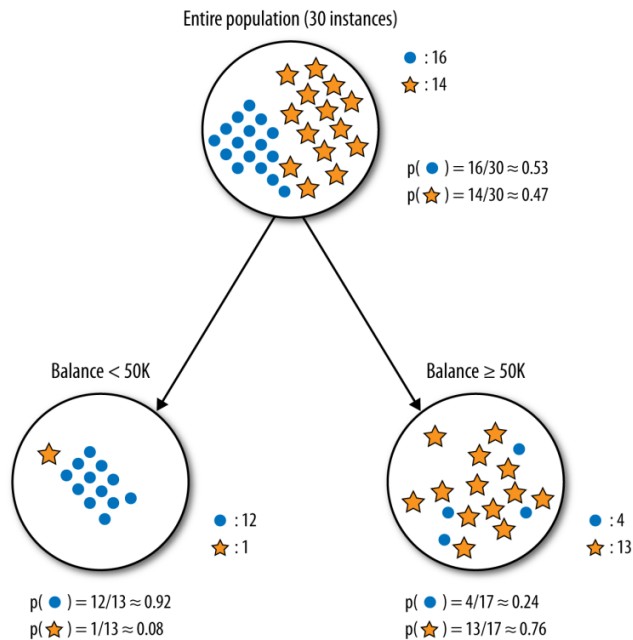 Entire population (30 instances)
● : 16
☆ : 14
p( ● ) = 16/30 ≈ 0.53
p( ☆ ) = 14/30 ≈ 0.47
Balance < 50K
Balance ≥ 50K
● : 12
☆ : 1
● : 4
☆ : 13
p( ● ) = 12/13 ≈ 0.92
p( ☆ ) = 1/13 ≈ 0.08
p( ● ) = 4/17 ≈ 0.24
p( ☆ ) = 13/17 ≈ 0.76